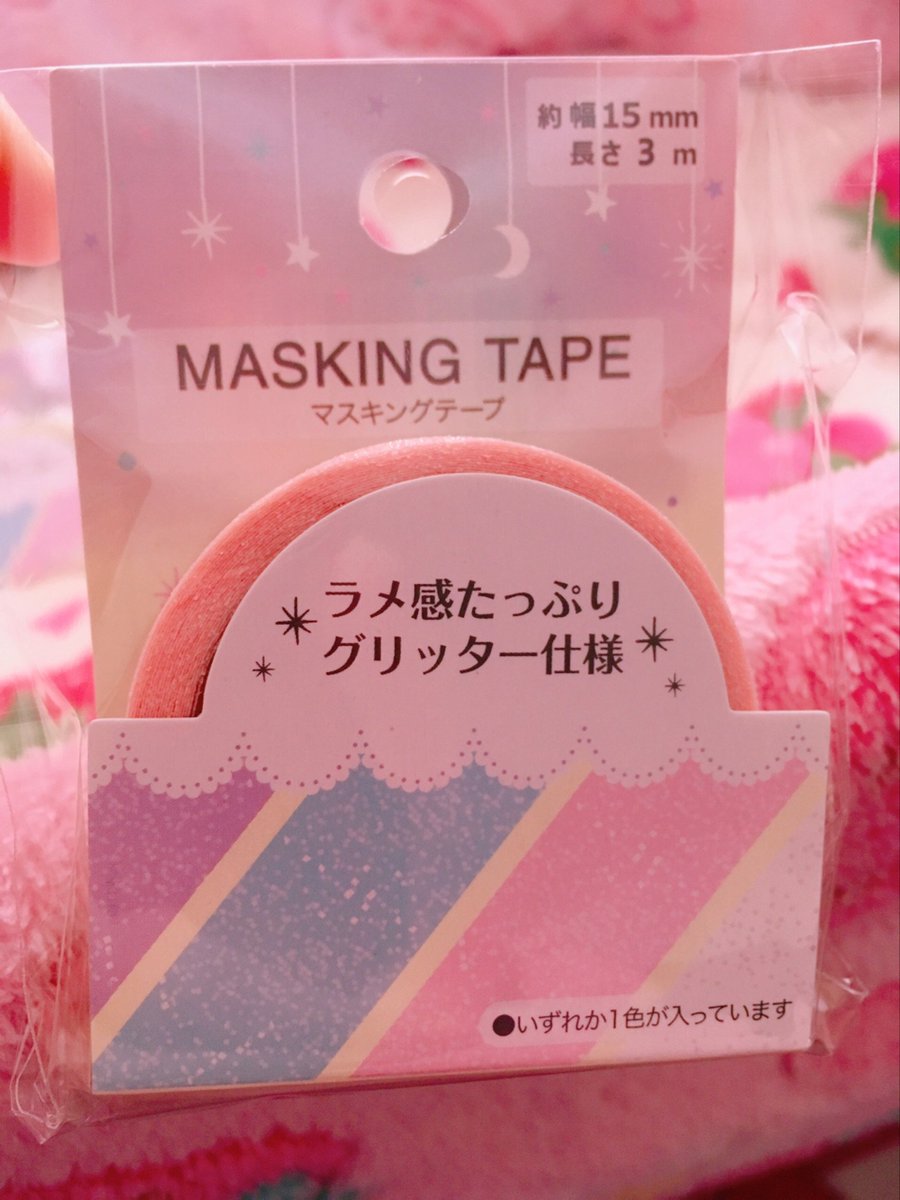 約幅15mm
長さ 3 m
MASKING TAPE
マスキングテープ
ラメ感たっぷり
グリッター仕様
●いずれか1色が入っています